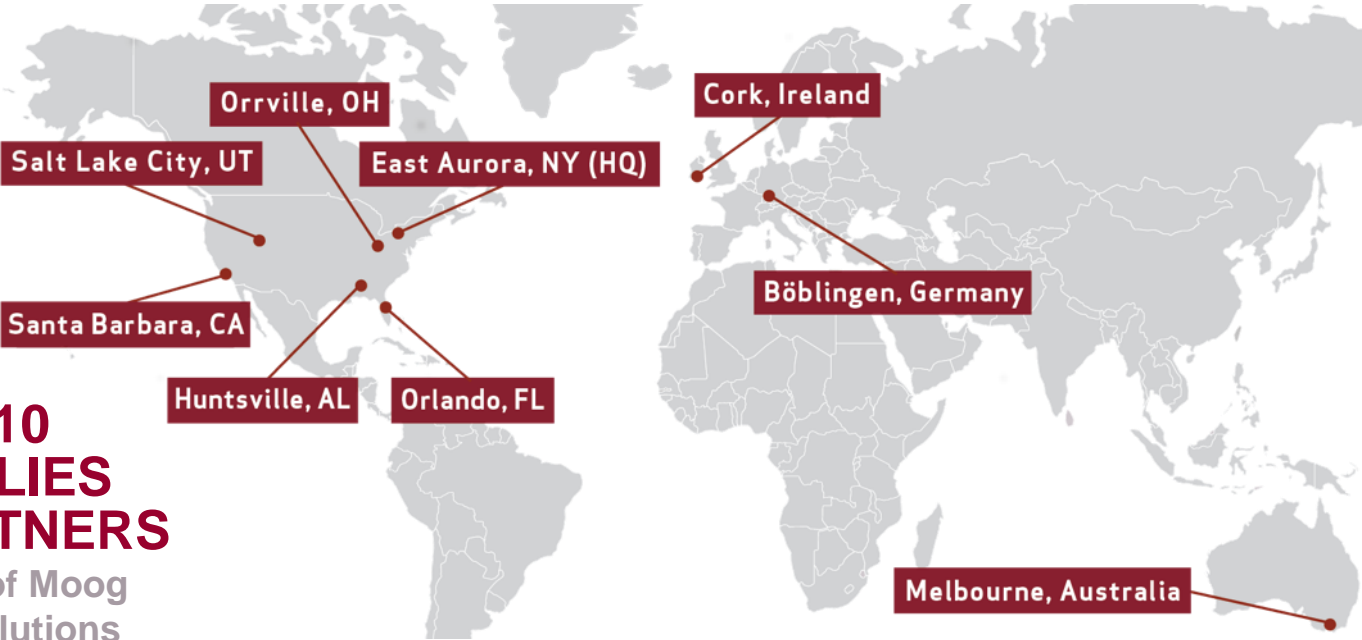 Orrville, OH
Cork, Ireland
Salt Lake City, UT
East Aurora, NY (HQ)
Böblingen, Germany
Santa Barbara, CA
Huntsville, AL
Orlando, FL
10
LIES
TNERS
of Moog
lutions
Melbourne, Australia